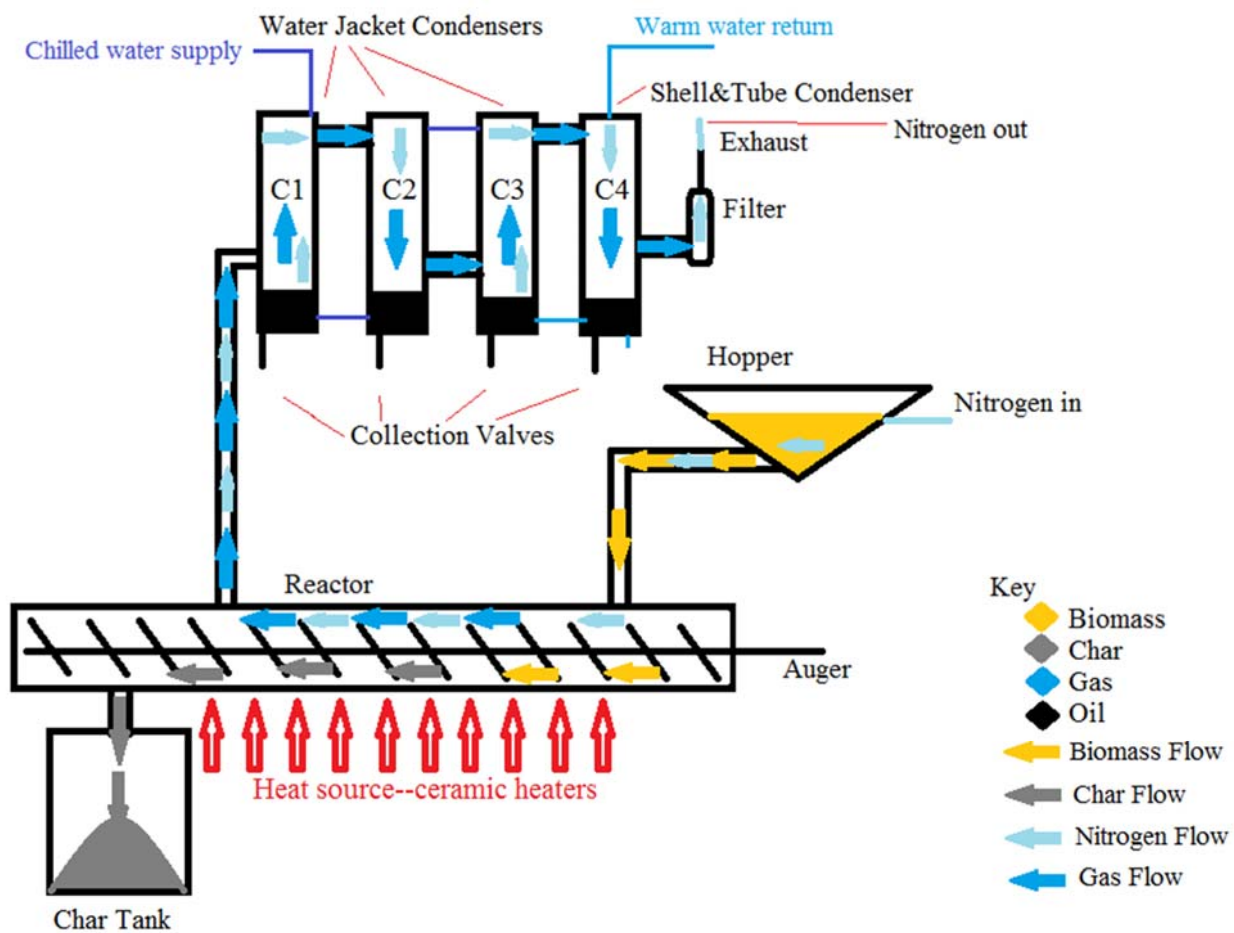 Water Jacket Condensers
Warm water return
Chilled water supply
Shell&Tube Condenser
Nitrogen out
Exhaust
C1
C2
C3
C4
Filter
Hopper
Nitrogen in
Collection Valves
Reactor
Auger
Heat source--ceramic heaters
Char Tank
Key
Biomass
Char
Gas
Oil
Biomass Flow
Char Flow
Nitrogen Flow
Gas Flow